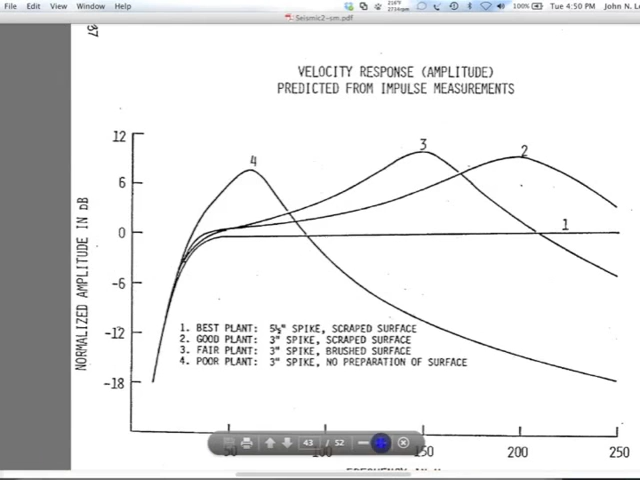 File Edit View Window Help
100%
Tue 4:50 PM
Seismic2-sm.pdf
37
VELOCITY RESPONSE (AMPLITUDE)
PREDICTED FROM IMPULSE MEASUREMENTS
NORMALIZED AMPLITUDE IN dB
12
6
0
-6
-12
-18
4
3
2
1
1. BEST PLANT: 5½" SPIKE, SCRAPED SURFACE
2. GOOD PLANT: 3" SPIKE, SCRAPED SURFACE
3. FAIR PLANT: 3" SPIKE, BRUSHED SURFACE
4. POOR PLANT: 3" SPIKE, NO PREPARATION OF SURFACE
43 / 52
50 100 150 200 250